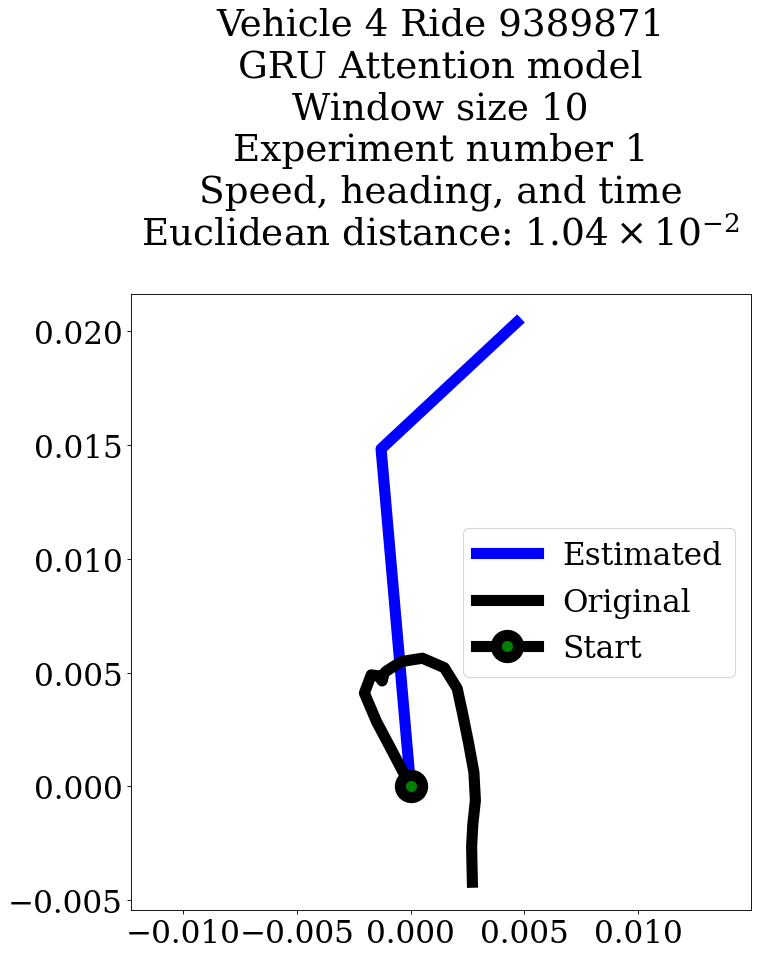 Vehicle 4 Ride 9389871
GRU Attention model
Window size 10
Experiment number 1
Speed, heading, and time
Euclidean distance: 1.04 × 10⁻²
0.020
0.015
0.010
0.005
0.000
−0.005
Estimated
Original
Start
−0.010 −0.005 0.000 0.005 0.010